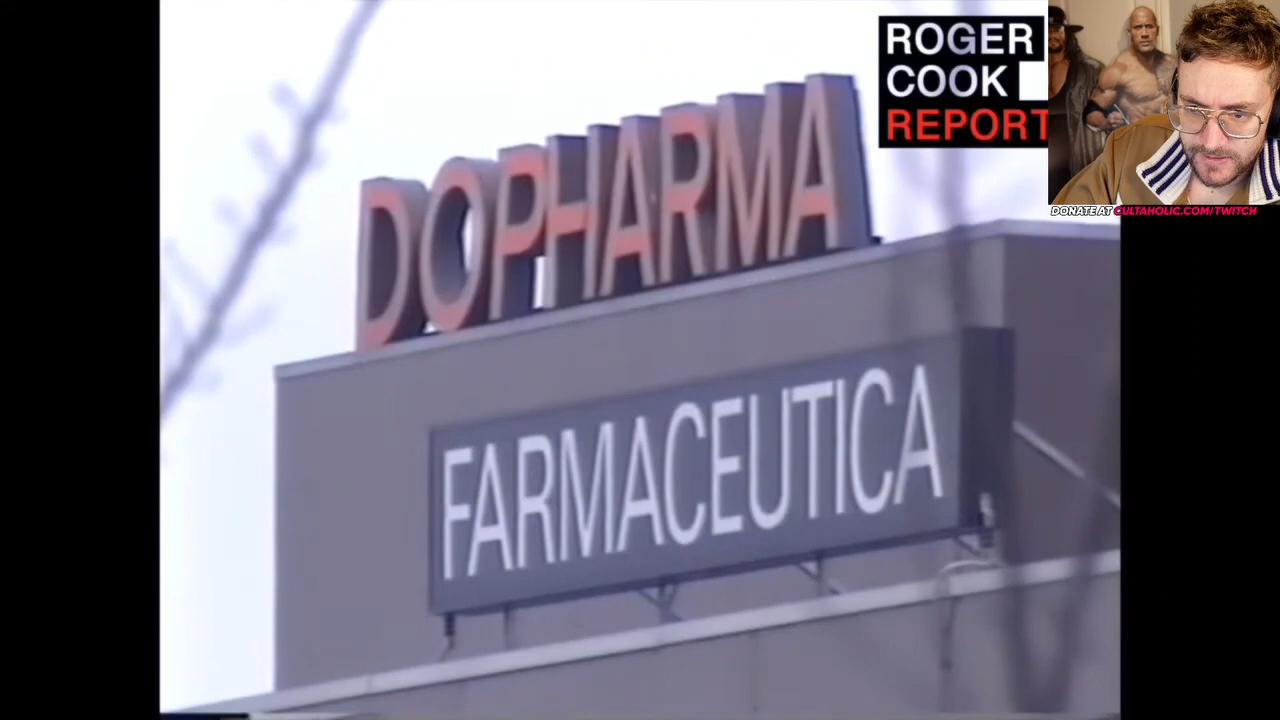 ROGER
COOK
REPORT
DONATE AT CULTAHOLIC.COM/TWITCH
DOPHARMA
FARMACEUTICA